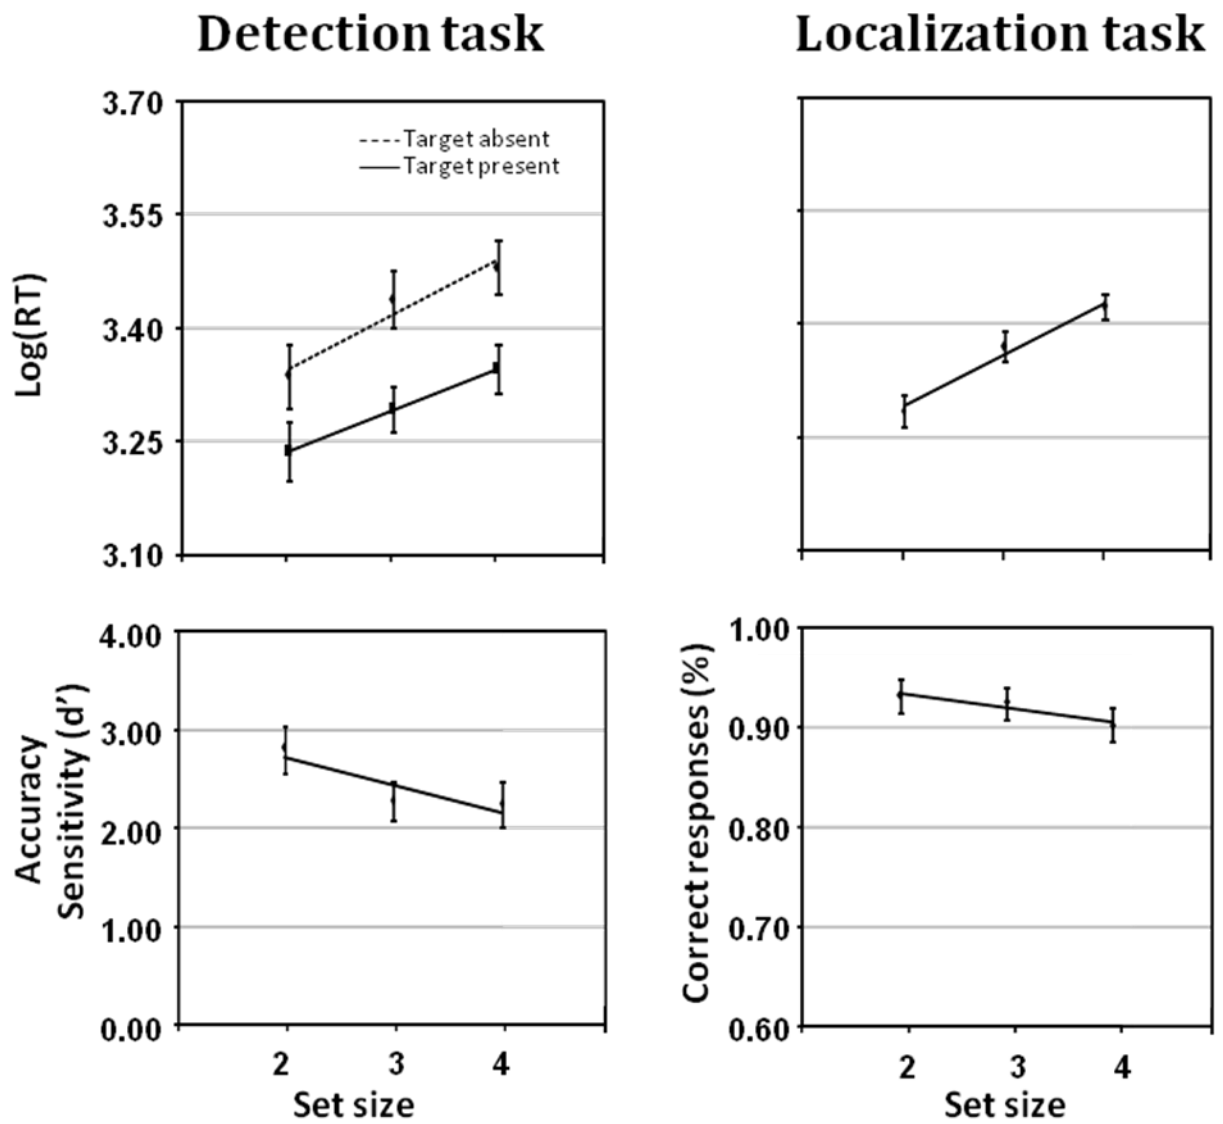 Detection task
Localization task
3.70
3.55
3.40
3.25
3.10
Log(RT)
Target absent
Target present
4.00
3.00
2.00
1.00
0.00
Accuracy
Sensitivity (d’)
2 3 4
Set size
1.00
0.90
0.80
0.70
0.60
Correct responses (%)
2 3 4
Set size